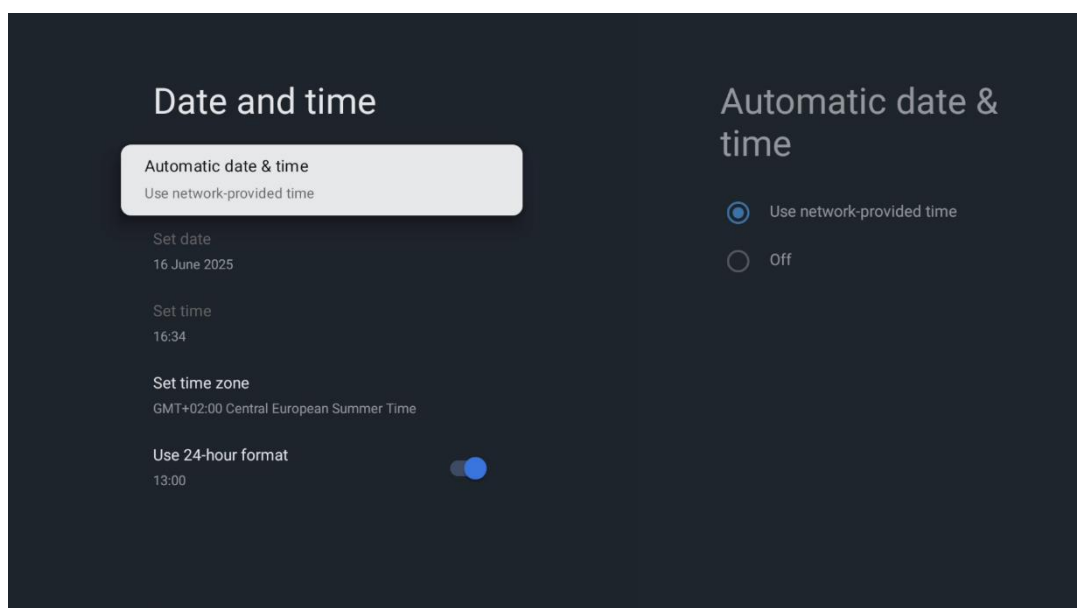 Date and time
Automatic date & time
Use network-provided time
Set date
16 June 2025
Set time
16:34
Set time zone
GMT+02:00 Central European Summer Time
Use 24-hour format
13:00
Automatic date &
time
Use network-provided time
Off